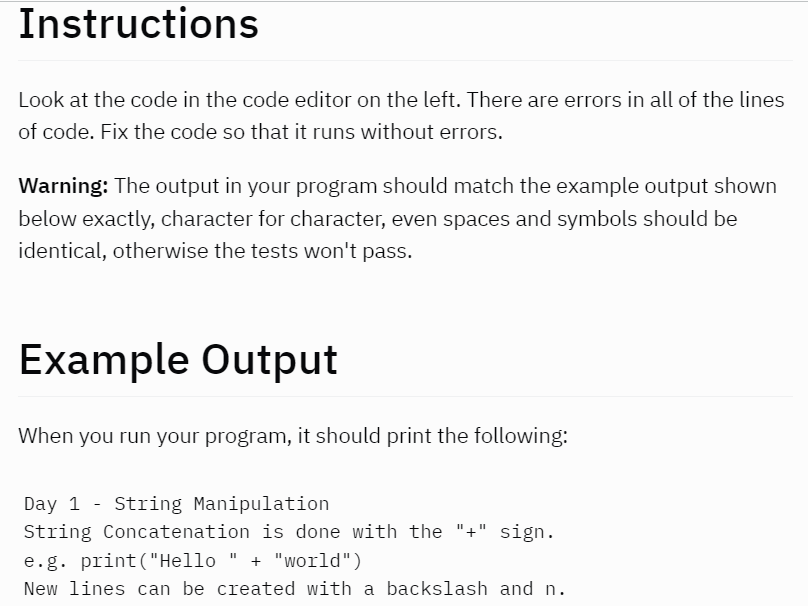 Instructions
Look at the code in the code editor on the left. There are errors in all of the lines
of code. Fix the code so that it runs without errors.
Warning: The output in your program should match the example output shown
below exactly, character for character, even spaces and symbols should be
identical, otherwise the tests won't pass.
Example Output
When you run your program, it should print the following:
Day 1 - String Manipulation
String Concatenation is done with the "+" sign.
e.g. print("Hello " + "world")
New lines can be created with a backslash and n.